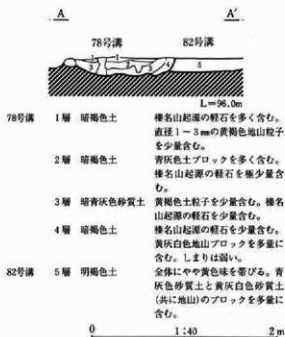 A A′
78号溝 82号溝
1 2 3 3 4 5
L=96.0m
78号溝 1層 暗褐色土 榛名山起源の軽石を多く含む。
直径1~3㎜の黄褐色地山粒子
を少量含む。
2層 暗褐色土 青灰色土ブロックを多く含む。
榛名山起源の軽石を極少量含
む。
3層 暗青灰色砂質土 黄褐色土粒子を少量含む。榛名
山起源の軽石を少量含む。
4層 暗褐色土 榛名山起源の軽石を少量含む。
黄灰白色地山ブロックを多量に
含む。しまりは弱い。
82号溝 5層 明褐色土 全体にやや黄色味を帯びる。青
灰色砂質土と黄灰白色砂質土
(共に地山)のブロックを多量に
含む。
0 1:40 2m